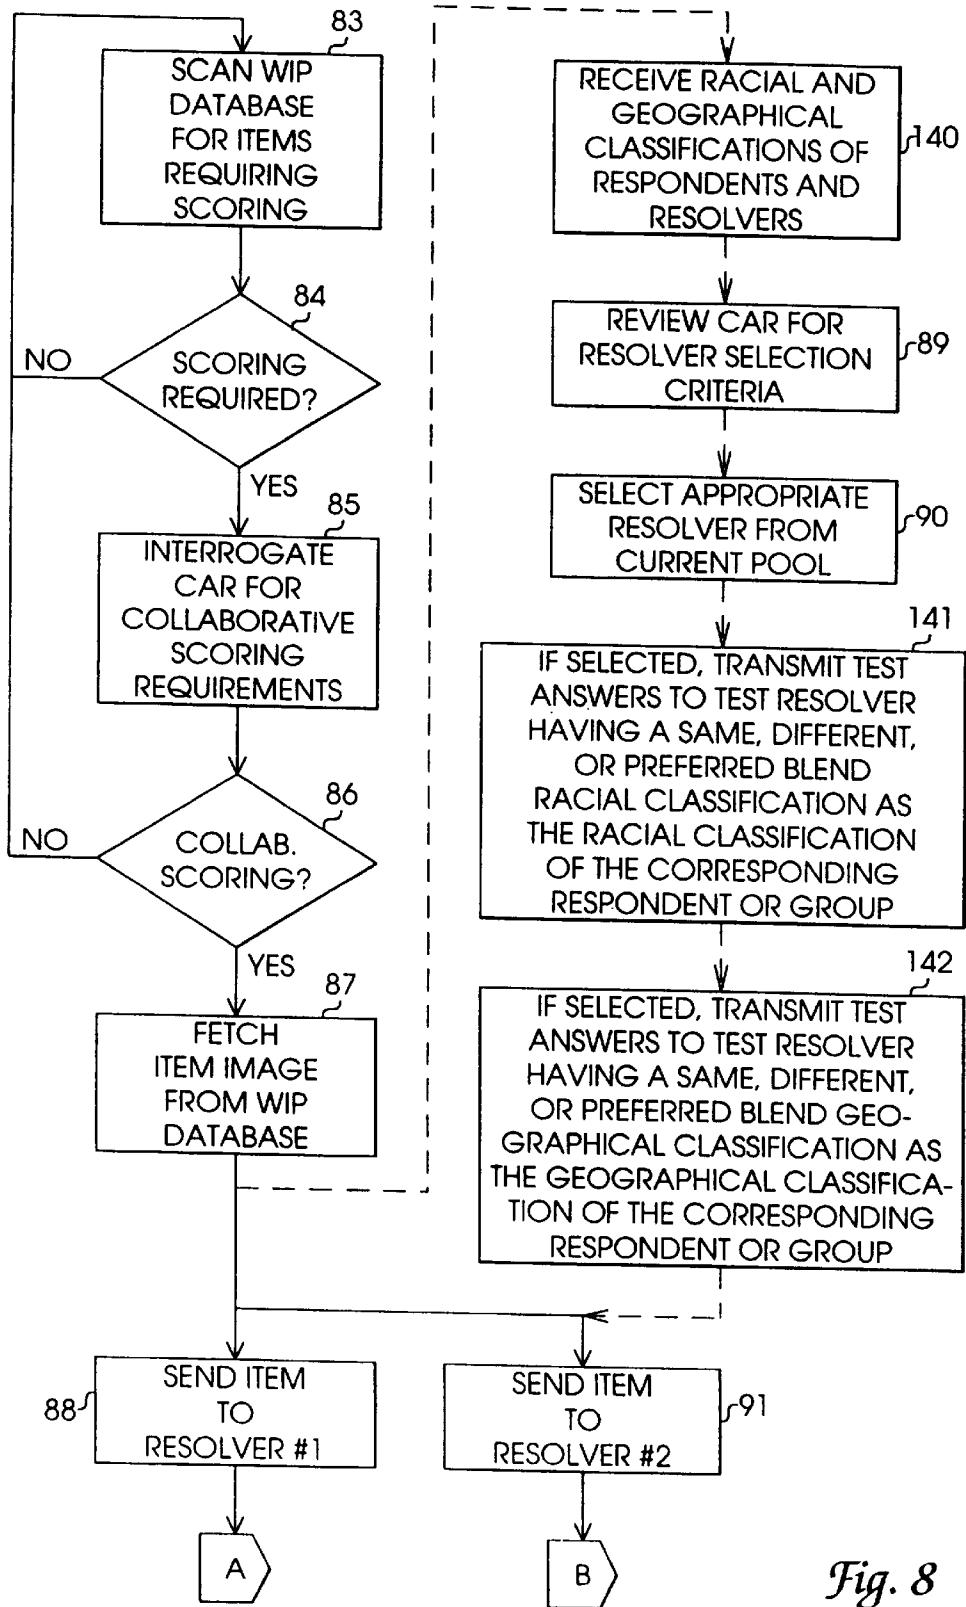 83
SCAN WIP
DATABASE
FOR ITEMS
REQUIRING
SCORING
84
NO
SCORING
REQUIRED?
YES
85
INTERROGATE
CAR FOR
COLLABORATIVE
SCORING
REQUIREMENTS
86
NO
COLLAB.
SCORING?
YES
87
FETCH
ITEM IMAGE
FROM WIP
DATABASE
88
SEND ITEM
TO
RESOLVER #1
A
RECEIVE RACIAL AND
GEOGRAPHICAL
CLASSIFICATIONS OF
RESPONDENTS AND
RESOLVERS
140
REVIEW CAR FOR
RESOLVER SELECTION
CRITERIA
89
SELECT APPROPRIATE
RESOLVER FROM
CURRENT POOL
90
141
IF SELECTED, TRANSMIT TEST
ANSWERS TO TEST RESOLVER
HAVING A SAME, DIFFERENT,
OR PREFERRED BLEND
RACIAL CLASSIFICATION AS
THE RACIAL CLASSIFICATION
OF THE CORRESPONDING
RESPONDENT OR GROUP
142
IF SELECTED, TRANSMIT TEST
ANSWERS TO TEST RESOLVER
HAVING A SAME, DIFFERENT,
OR PREFERRED BLEND GEO-
GRAPHICAL CLASSIFICATION AS
THE GEOGRAPHICAL CLASSIFICA-
TION OF THE CORRESPONDING
RESPONDENT OR GROUP
SEND ITEM
TO
RESOLVER #2
91
B
Fig. 8